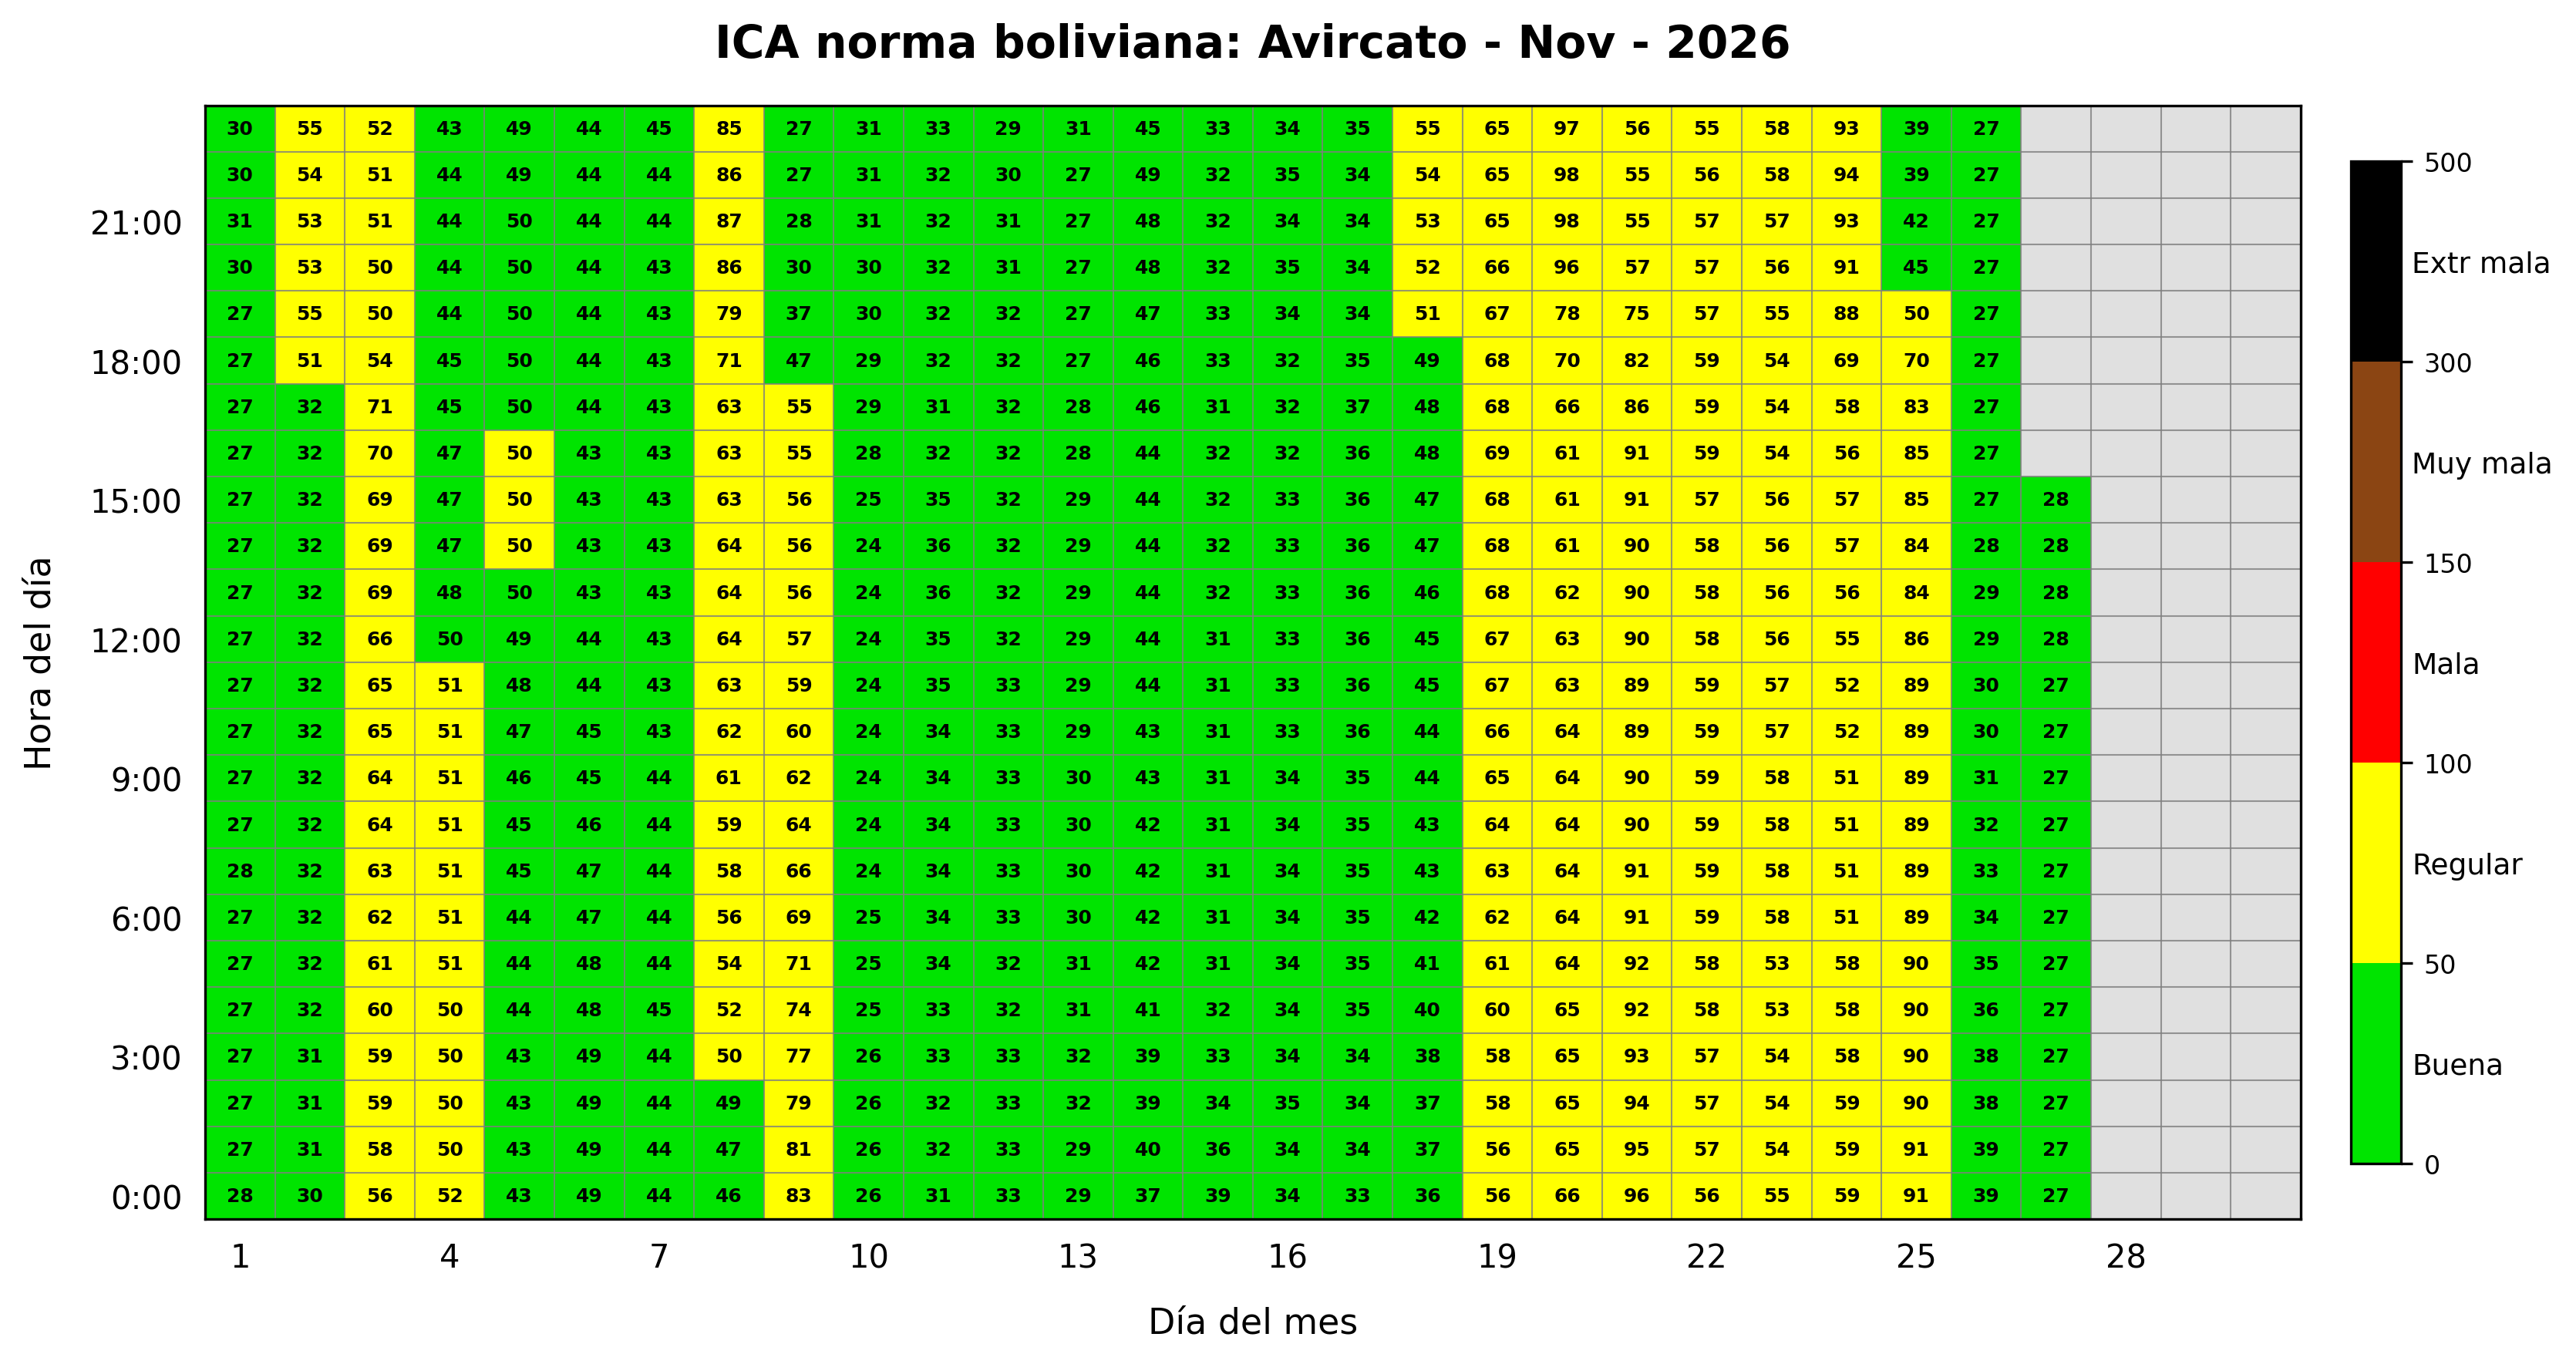 ICA norma boliviana: Avircato - Nov - 2026
30 55 52 43 49 44 45 85 27 31 33 29 31 45 33 34 35 55 65 97 56 55 58 93 39 27
30 54 51 44 49 44 44 86 27 31 32 30 27 49 32 35 34 54 65 98 55 56 58 94 39 27
21:00 31 53 51 44 50 44 44 87 28 31 32 31 27 48 32 34 34 53 65 98 55 57 57 93 42 27
30 53 50 44 50 44 43 86 30 30 32 31 27 48 32 35 34 52 66 96 57 57 56 91 45 27
27 55 50 44 50 44 43 79 37 30 32 32 27 47 33 34 34 51 67 78 75 57 55 88 50 27
18:00 27 51 54 45 50 44 43 71 47 29 32 32 27 46 33 32 35 49 68 70 82 59 54 69 70 27
27 32 71 45 50 44 43 63 55 29 31 32 28 46 31 32 37 48 68 66 86 59 54 58 83 27
27 32 70 47 50 43 43 63 55 28 32 32 28 44 32 32 36 48 69 61 91 59 54 56 85 27
15:00 27 32 69 47 50 43 43 63 56 25 35 32 29 44 32 33 36 47 68 61 91 57 56 57 85 27 28
27 32 69 47 50 43 43 64 56 24 36 32 29 44 32 33 36 47 68 61 90 58 56 57 84 28 28
27 32 69 48 50 43 43 64 56 24 36 32 29 44 32 33 36 46 68 62 90 58 56 56 84 29 28
12:00 27 32 66 50 49 44 43 64 57 24 35 32 29 44 31 33 36 45 67 63 90 58 56 55 86 29 28
27 32 65 51 48 44 43 63 59 24 35 33 29 44 31 33 36 45 67 63 89 59 57 52 89 30 27
27 32 65 51 47 45 43 62 60 24 34 33 29 43 31 33 36 44 66 64 89 59 57 52 89 30 27
9:00 27 32 64 51 46 45 44 61 62 24 34 33 30 43 31 34 35 44 65 64 90 59 58 51 89 31 27
27 32 64 51 45 46 44 59 64 24 34 33 30 42 31 34 35 43 64 64 90 59 58 51 89 32 27
28 32 63 51 45 47 44 58 66 24 34 33 30 42 31 34 35 43 63 64 91 59 58 51 89 33 27
6:00 27 32 62 51 44 47 44 56 69 25 34 33 30 42 31 34 35 42 62 64 91 59 58 51 89 34 27
27 32 61 51 44 48 44 54 71 25 34 32 31 42 31 34 35 41 61 64 92 58 53 58 90 35 27
27 32 60 50 44 48 45 52 74 25 33 32 31 41 32 34 35 40 60 65 92 58 53 58 90 36 27
3:00 27 31 59 50 43 49 44 50 77 26 33 33 32 39 33 34 34 38 58 65 93 57 54 58 90 38 27
27 31 59 50 43 49 44 49 79 26 32 33 32 39 34 35 34 37 58 65 94 57 54 59 90 38 27
27 31 58 50 43 49 44 47 81 26 32 33 29 40 36 34 34 37 56 65 95 57 54 59 91 39 27
0:00 28 30 56 52 43 49 44 46 83 26 31 33 29 37 39 34 33 36 56 66 96 56 55 59 91 39 27
1 4 7 10 13 16 19 22 25 28
Día del mes
Hora del día
500
Extr mala
300
Muy mala
150
Mala
100
Regular
50
Buena
0